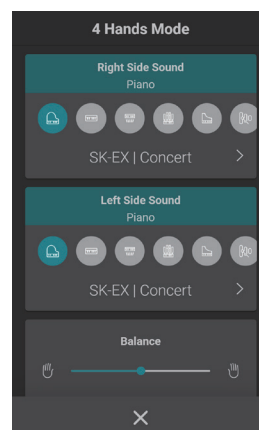 4 Hands Mode
Right Side Sound
Piano
SK-EX | Concert
Left Side Sound
Piano
SK-EX | Concert
Balance